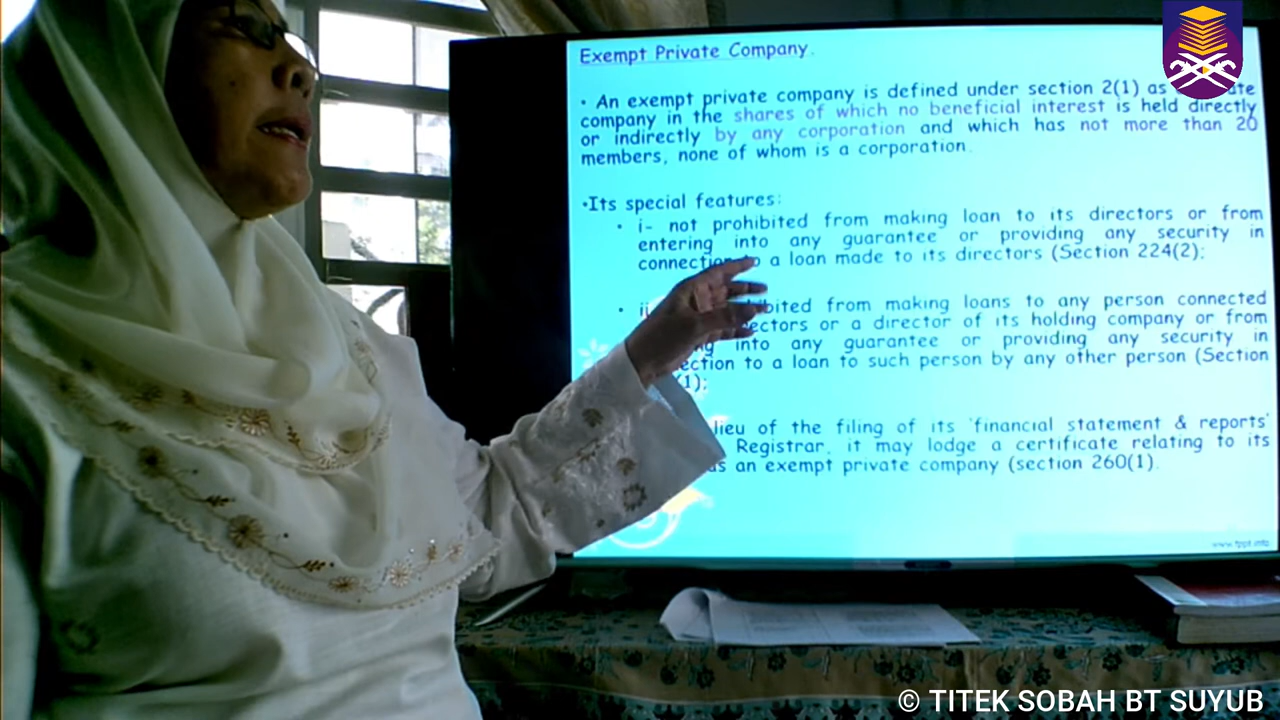 Exempt Private Company.
• An exempt private company is defined under section 2(1) as
company in the shares of which no beneficial interest is held directly
or indirectly by any corporation and which has not more than 20
members, none of whom is a corporation.
•Its special features:
• i- not prohibited from making loan to its directors or from
entering into any guarantee or providing any security in
a loan made to its directors (Section 224(2);
• from making loans to any person connected
or a director of its holding company or from
into any guarantee or providing any security in
to a loan to such person by any other person (Section
(1);
lieu of the filing of its 'financial statement & reports'
Registrar, it may lodge a certificate relating to its
an exempt private company (section 260(1).
www.fppt.info
© TITEK SOBAH BT SUYUB